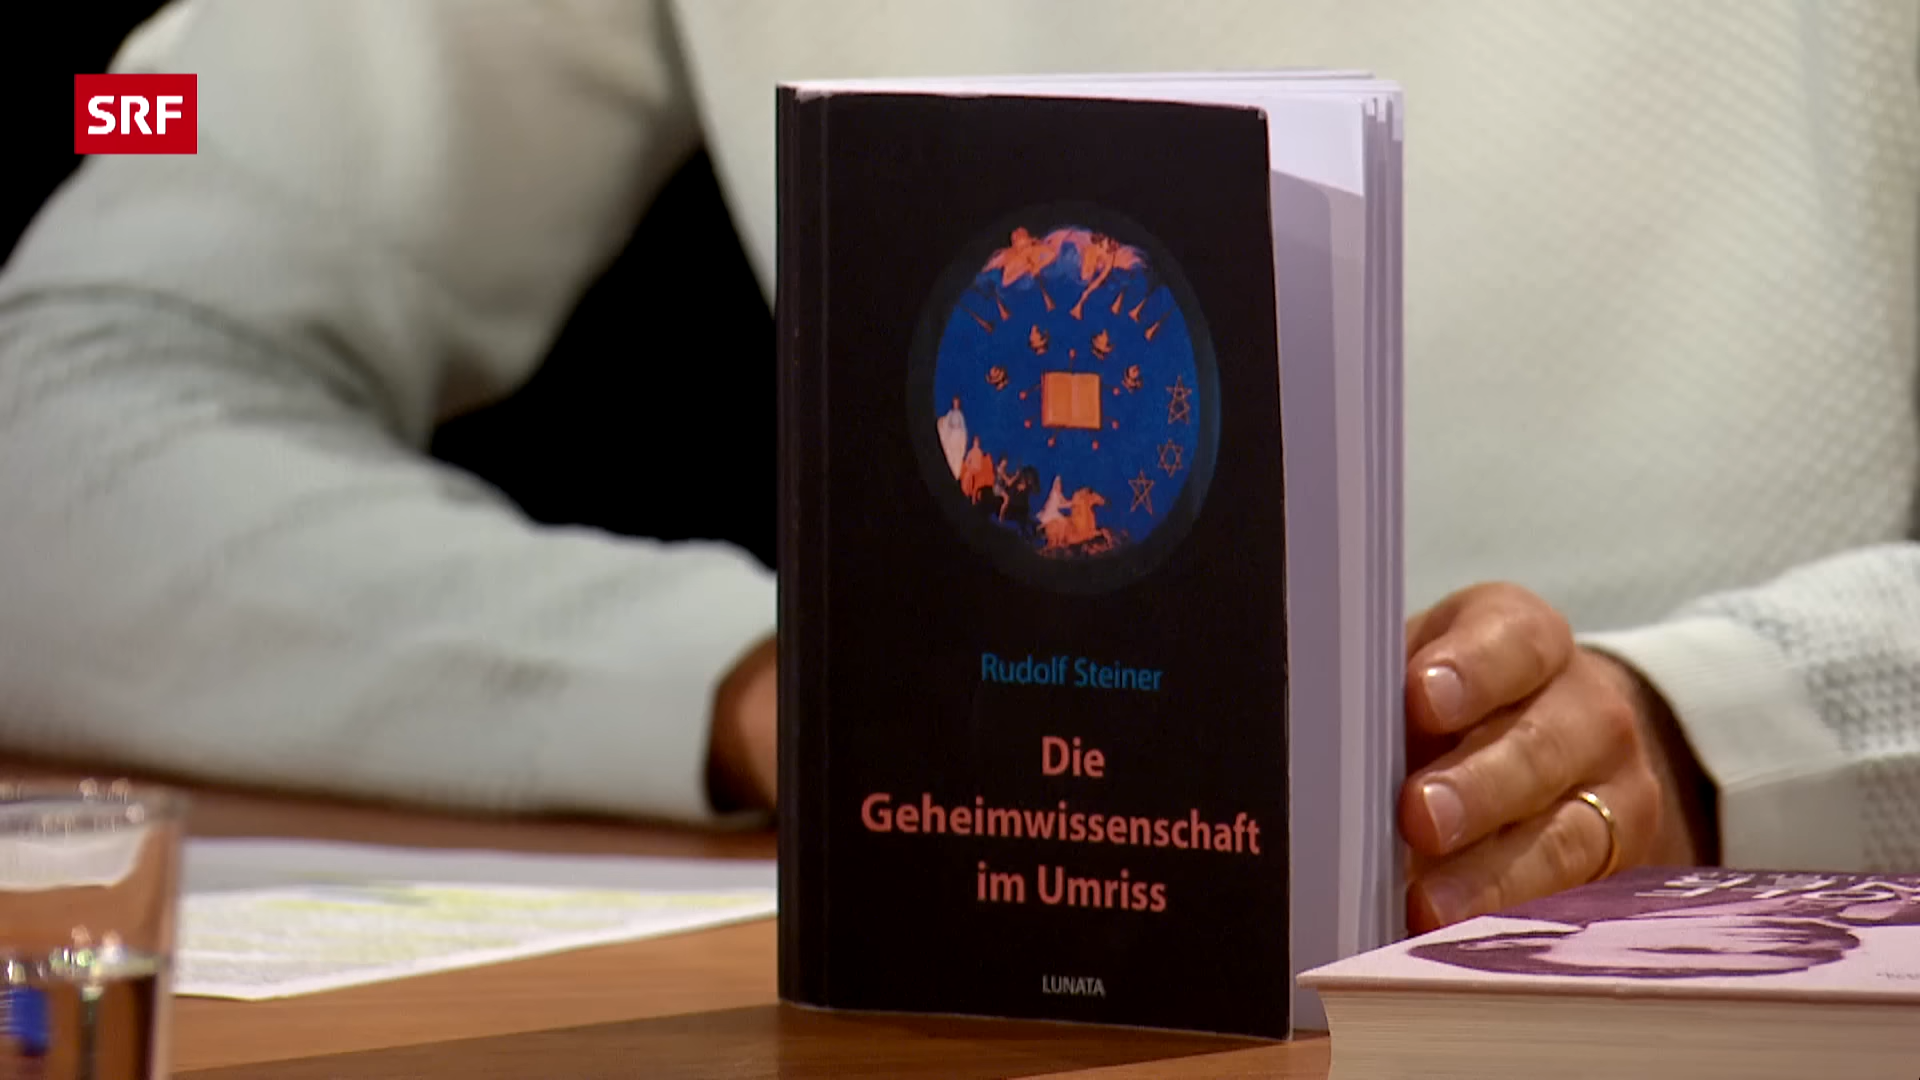 SRF
Rudolf Steiner
Die
Geheimwissenschaft
im Umriss
LUNATA